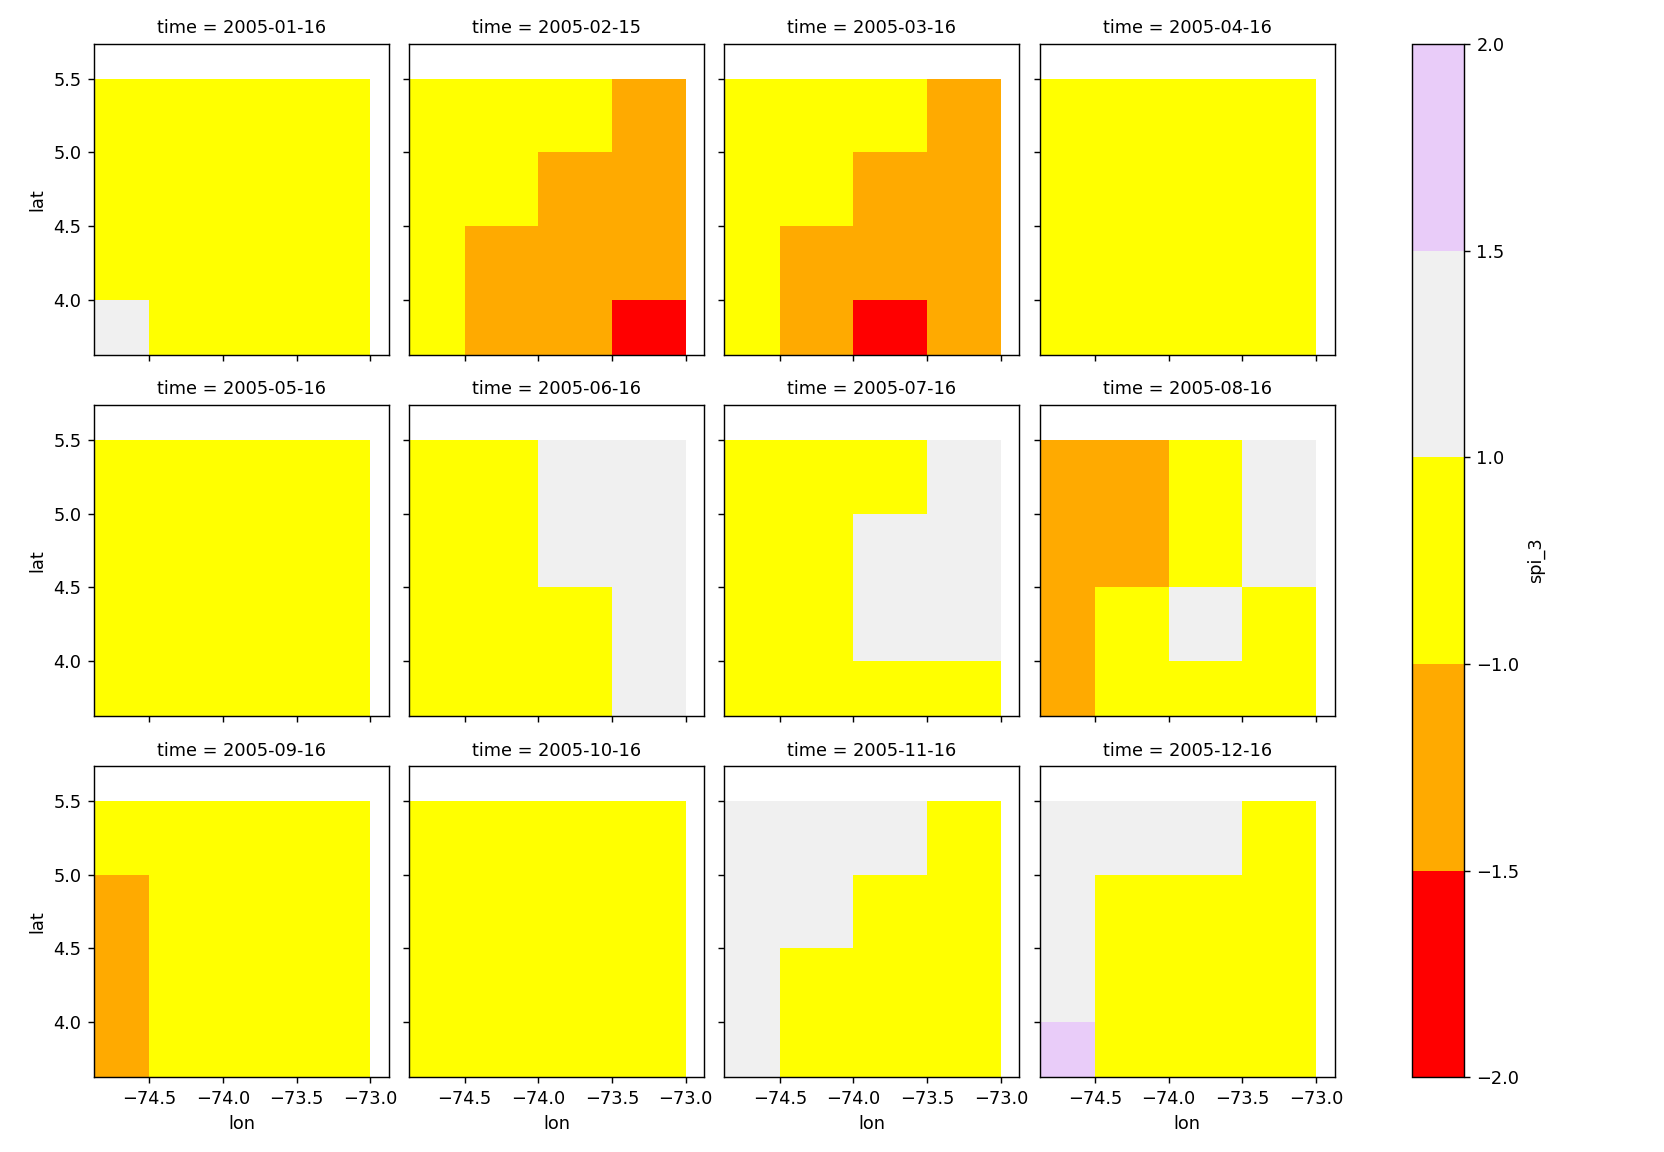 time = 2005-01-16
time = 2005-02-15
time = 2005-03-16
time = 2005-04-16
2.0
5.5
5.0
lat
4.5
4.0
1.5
time = 2005-05-16
time = 2005-06-16
time = 2005-07-16
time = 2005-08-16
1.0
5.5
5.0
lat
4.5
4.0
spi_3
−1.0
time = 2005-09-16
time = 2005-10-16
time = 2005-11-16
time = 2005-12-16
5.5
5.0
lat
4.5
4.0
−1.5
−2.0
−74.5 −74.0 −73.5 −73.0
−74.5 −74.0 −73.5 −73.0
−74.5 −74.0 −73.5 −73.0
−74.5 −74.0 −73.5 −73.0
lon
lon
lon
lon